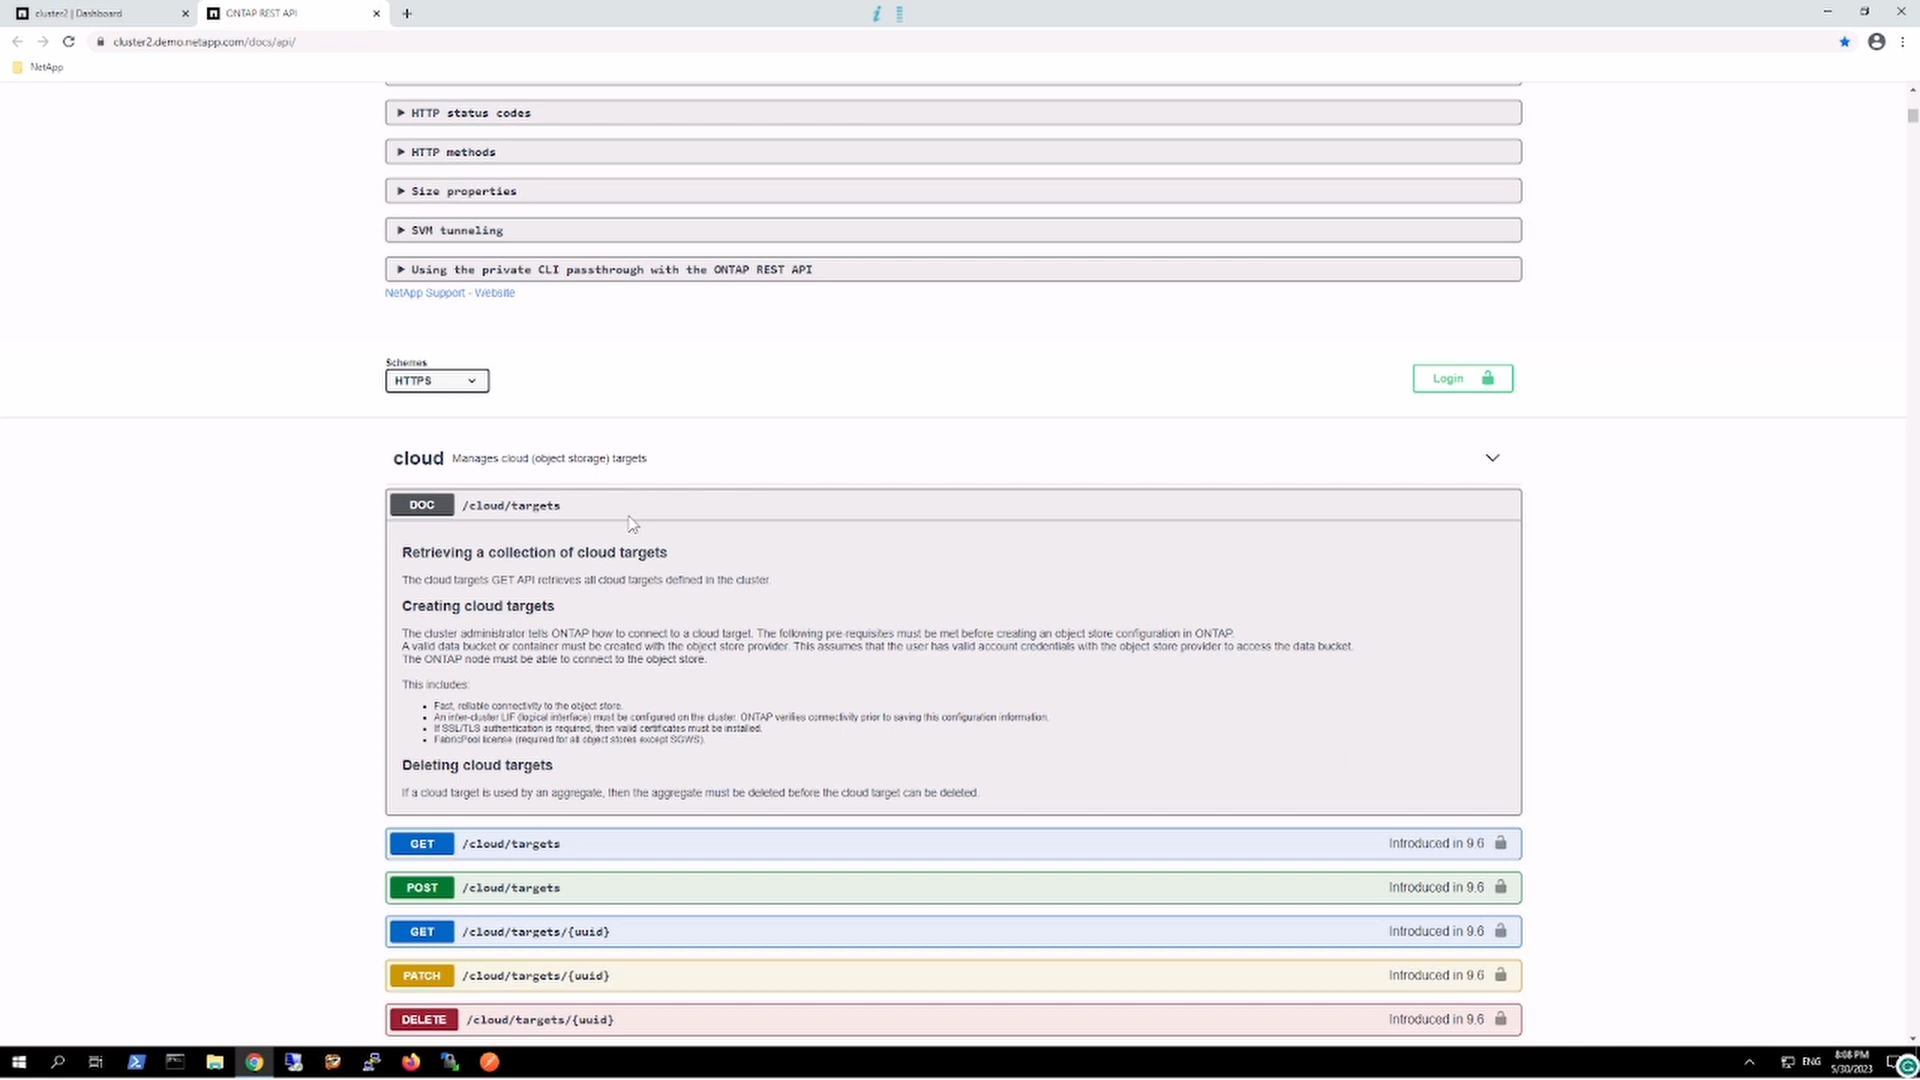 cluster2 | Dashboard
ONTAP REST API
cluster2.demo.netapp.com/docs/api/
NetApp
HTTP status codes
HTTP methods
Size properties
SVM tunneling
Using the private CLI passthrough with the ONTAP REST API
NetApp Support - Website
Schemes
HTTPS
Login
cloud Manages cloud (object storage) targets
DOC /cloud/targets
Retrieving a collection of cloud targets
The cloud targets GET API retrieves all cloud targets defined in the cluster.
Creating cloud targets
The cluster administrator tells ONTAP how to connect to a cloud target. The following pre-requisites must be met before creating an object store configuration in ONTAP.
A valid data bucket or container must be created with the object store provider. This assumes that the user has valid account credentials with the object store provider to access the data bucket.
The ONTAP node must be able to connect to the object store.
This includes:
Fast, reliable connectivity to the object store.
An inter-cluster LIF (logical interface) must be configured on the cluster. ONTAP verifies connectivity prior to saving this configuration information.
If SSL/TLS authentication is required, then valid certificates must be installed.
FabricPool license (required for all object stores except SGWS).
Deleting cloud targets
If a cloud target is used by an aggregate, then the aggregate must be deleted before the cloud target can be deleted.
GET /cloud/targets Introduced in 9.6
POST /cloud/targets Introduced in 9.6
GET /cloud/targets/{uuid} Introduced in 9.6
PATCH /cloud/targets/{uuid} Introduced in 9.6
DELETE /cloud/targets/{uuid} Introduced in 9.6
ENG
8:08 PM
5/30/2023